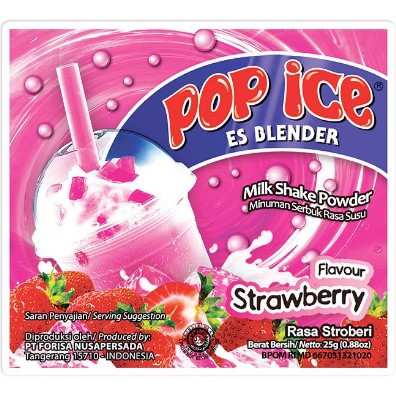 POP ICE®
ES BLENDER
Milk Shake Powder
Minuman Serbuk Rasa Susu
Flavour
Strawberry
Rasa Stroberi
Berat Bersih/ Netto: 25g (0.88oz)
BPOM RI MD 667031321020
Saran Penyajian/ Serving Suggestion
Diproduksi oleh/ Produced by:
PT FORISA NUSAPERSADA
Tangerang 15710 - INDONESIA